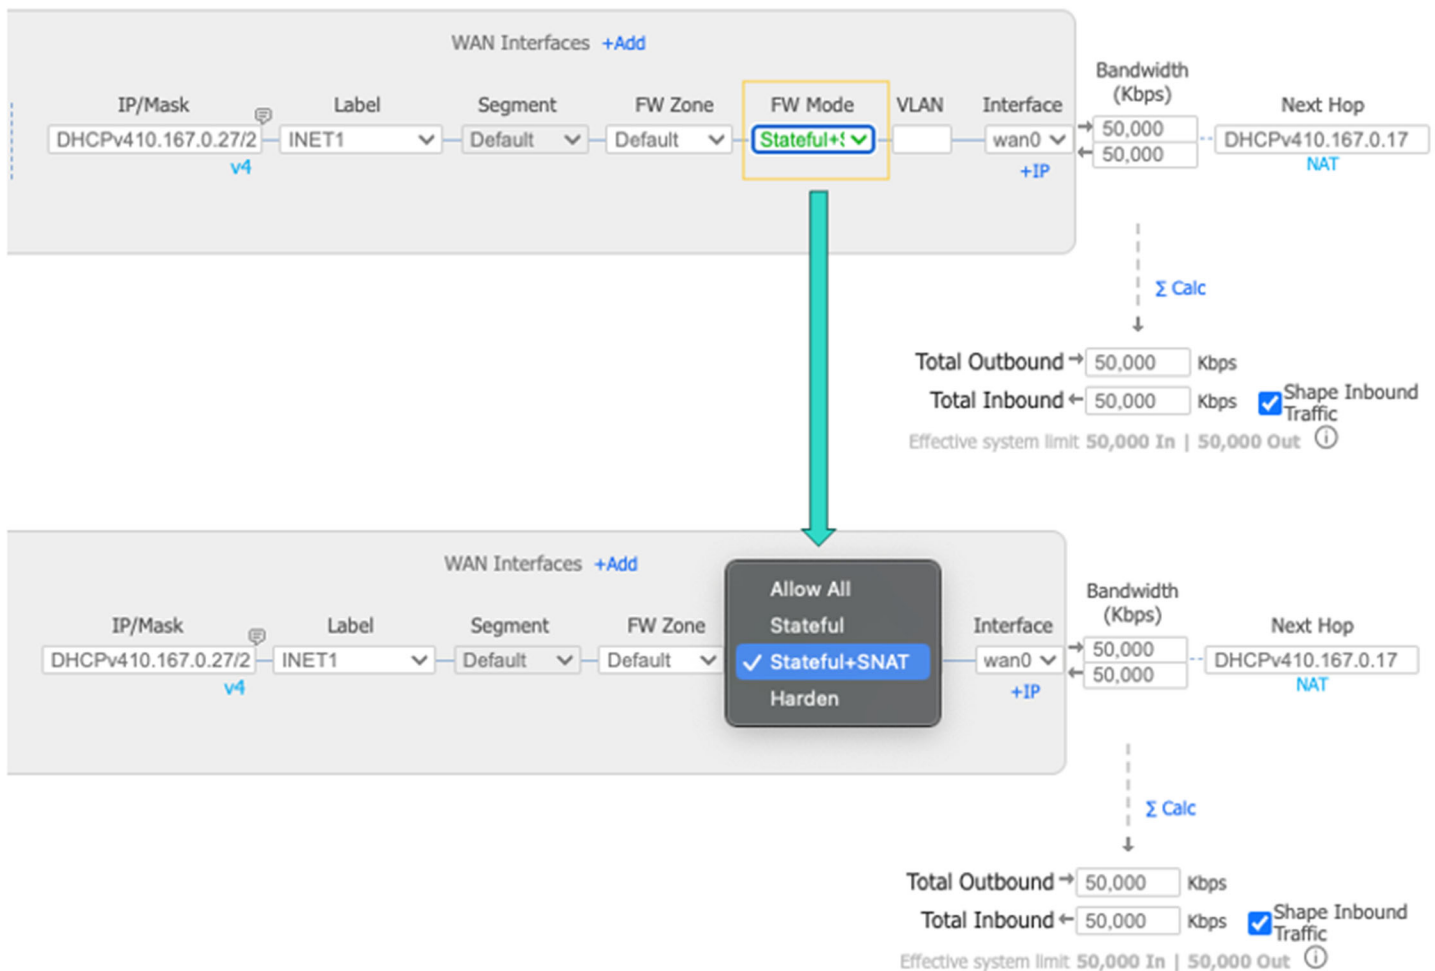 WAN Interfaces +Add
IP/Mask Label Segment FW Zone FW Mode VLAN Interface Bandwidth (Kbps) Next Hop
DHCPv410.167.0.27/2 INET1 Default Default Stateful+ wan0 50,000 DHCPv410.167.0.17
50,000
v4 +IP NAT
Σ Calc
Total Outbound 50,000 Kbps
Total Inbound 50,000 Kbps Shape Inbound Traffic
Effective system limit 50,000 In | 50,000 Out
WAN Interfaces +Add
Allow All
IP/Mask Label Segment FW Zone Stateful Interface Bandwidth (Kbps) Next Hop
DHCPv410.167.0.27/2 INET1 Default Default Stateful+SNAT wan0 50,000 DHCPv410.167.0.17
50,000
v4 Harden +IP NAT
Σ Calc
Total Outbound 50,000 Kbps
Total Inbound 50,000 Kbps Shape Inbound Traffic
Effective system limit 50,000 In | 50,000 Out